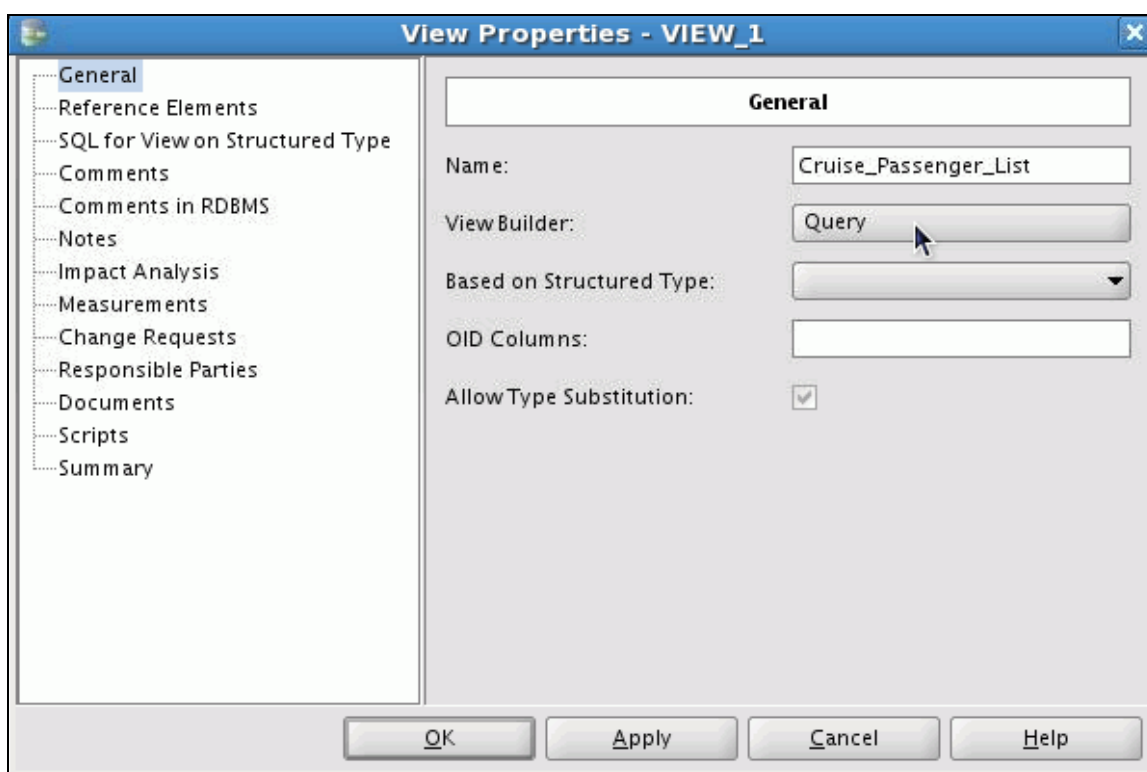 View Properties - VIEW_1
General
Reference Elements
SQL for View on Structured Type
Comments
Comments in RDBMS
Notes
Impact Analysis
Measurements
Change Requests
Responsible Parties
Documents
Scripts
Summary
General
Name: Cruise_Passenger_List
View Builder: Query
Based on Structured Type:
OID Columns:
Allow Type Substitution:
OK Apply Cancel Help